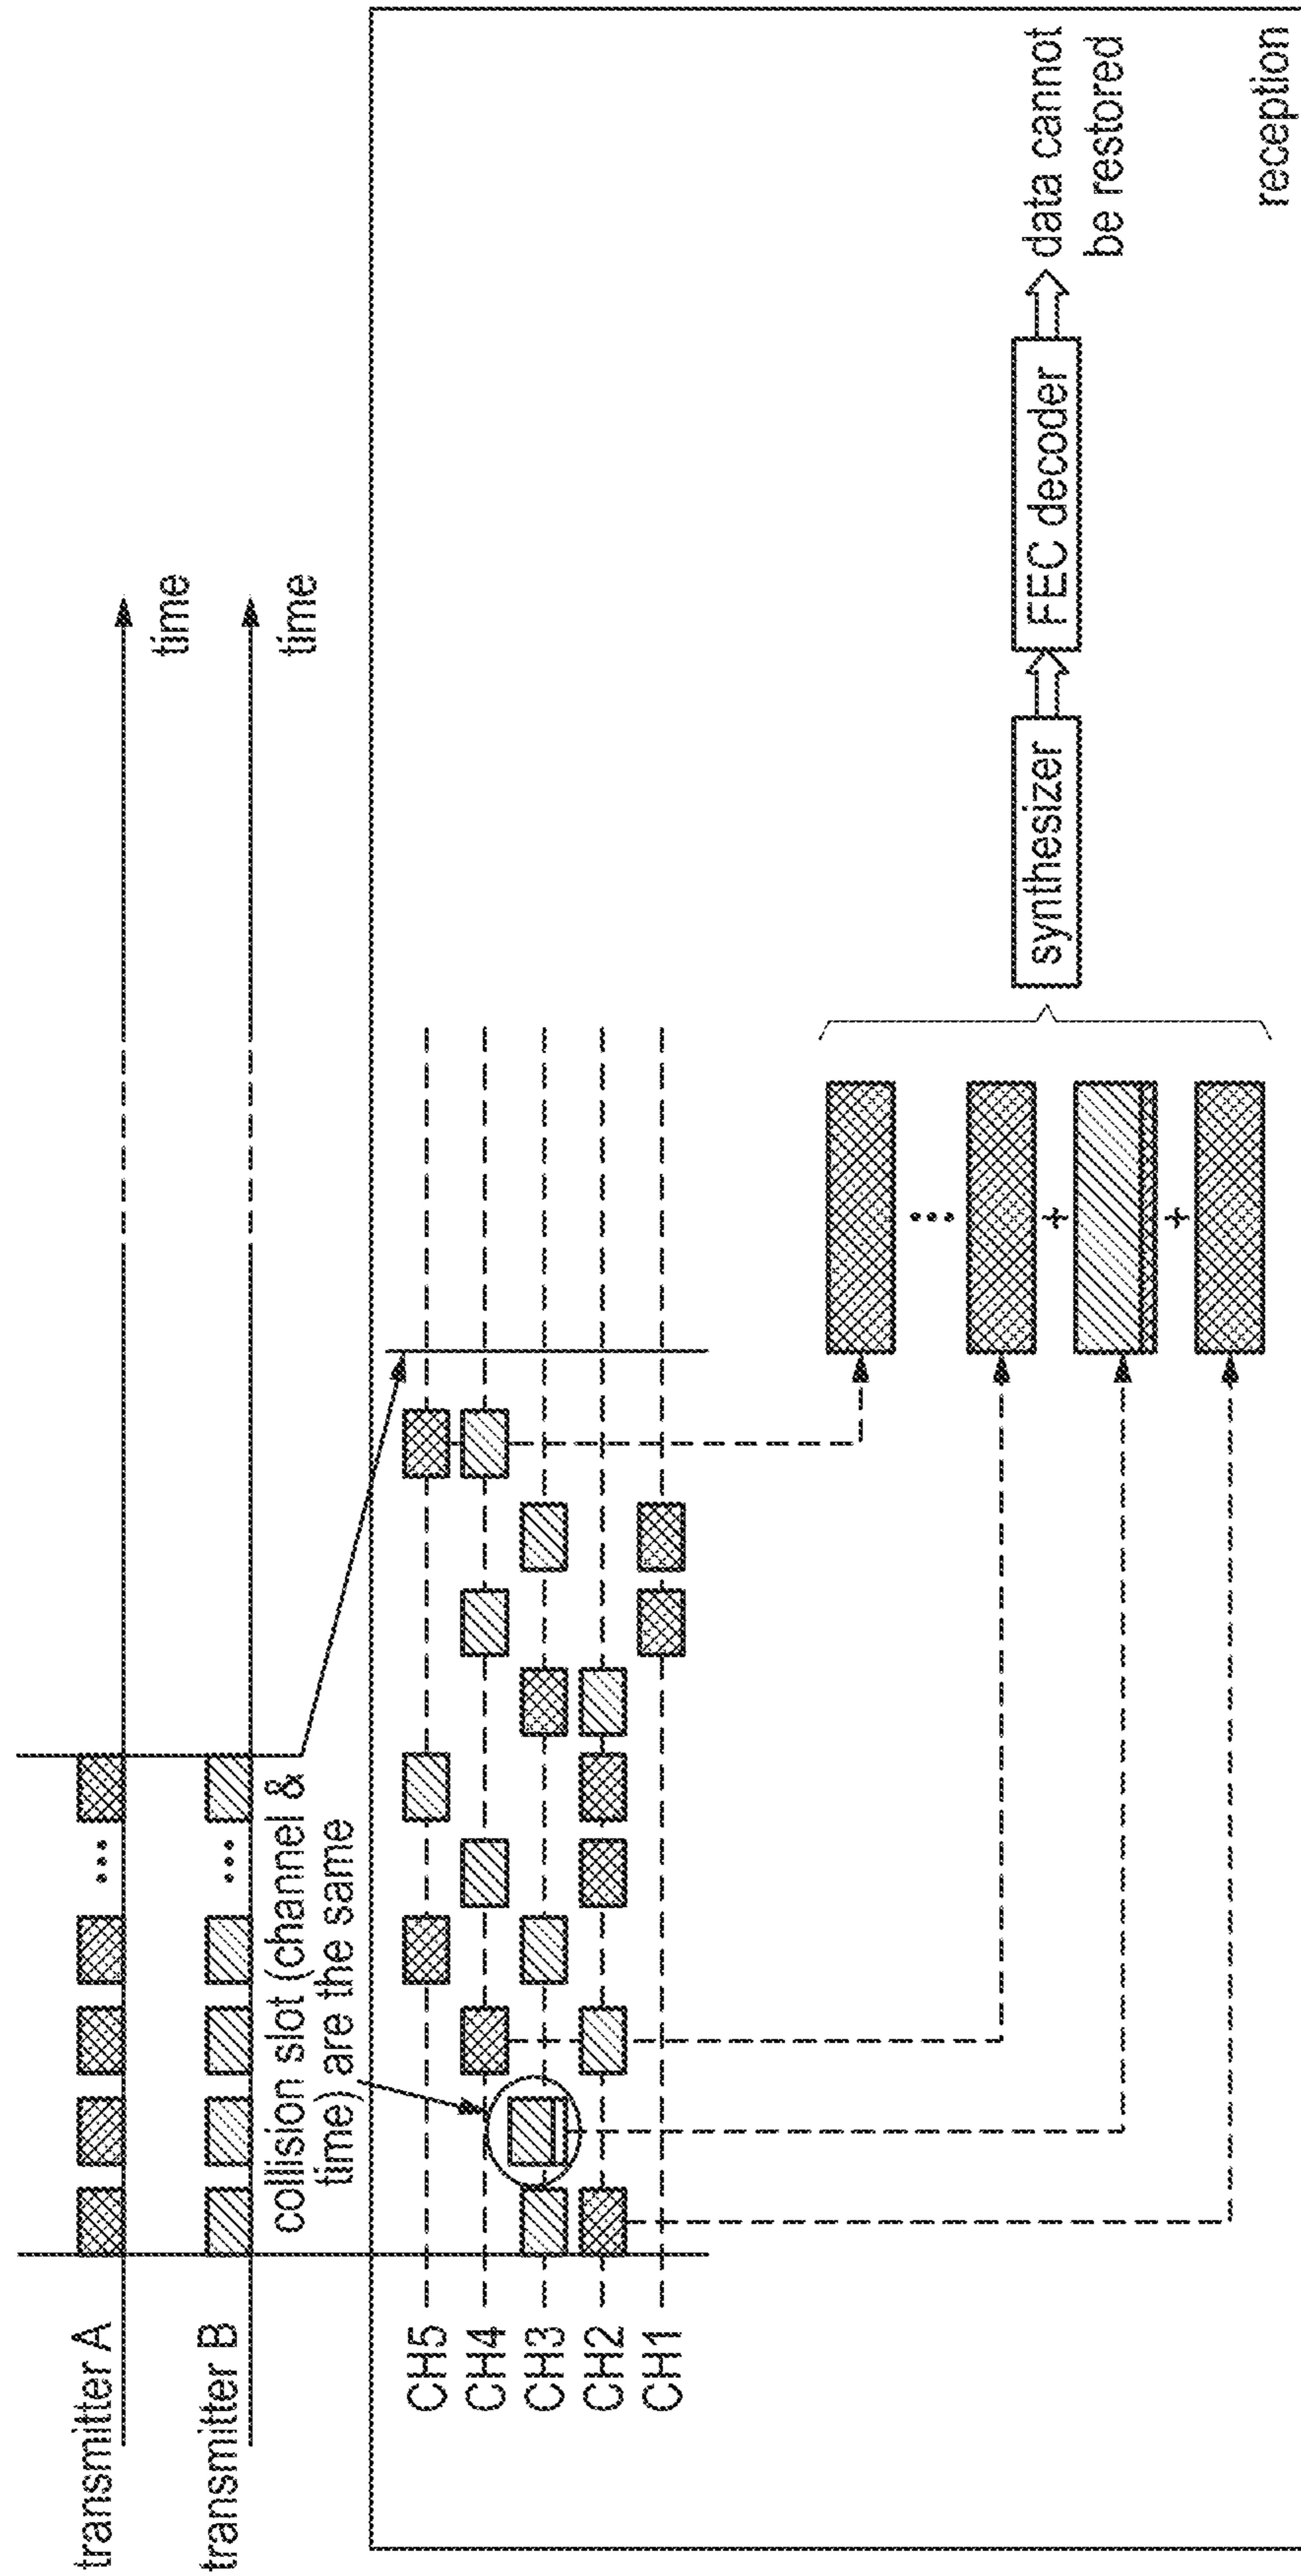 transmitter A
time
transmitter B
time
collision slot (channel &
time) are the same
CH5
CH4
CH3
CH2
CH1
...
synthesizer
FEC decoder
data cannot
be restored
reception